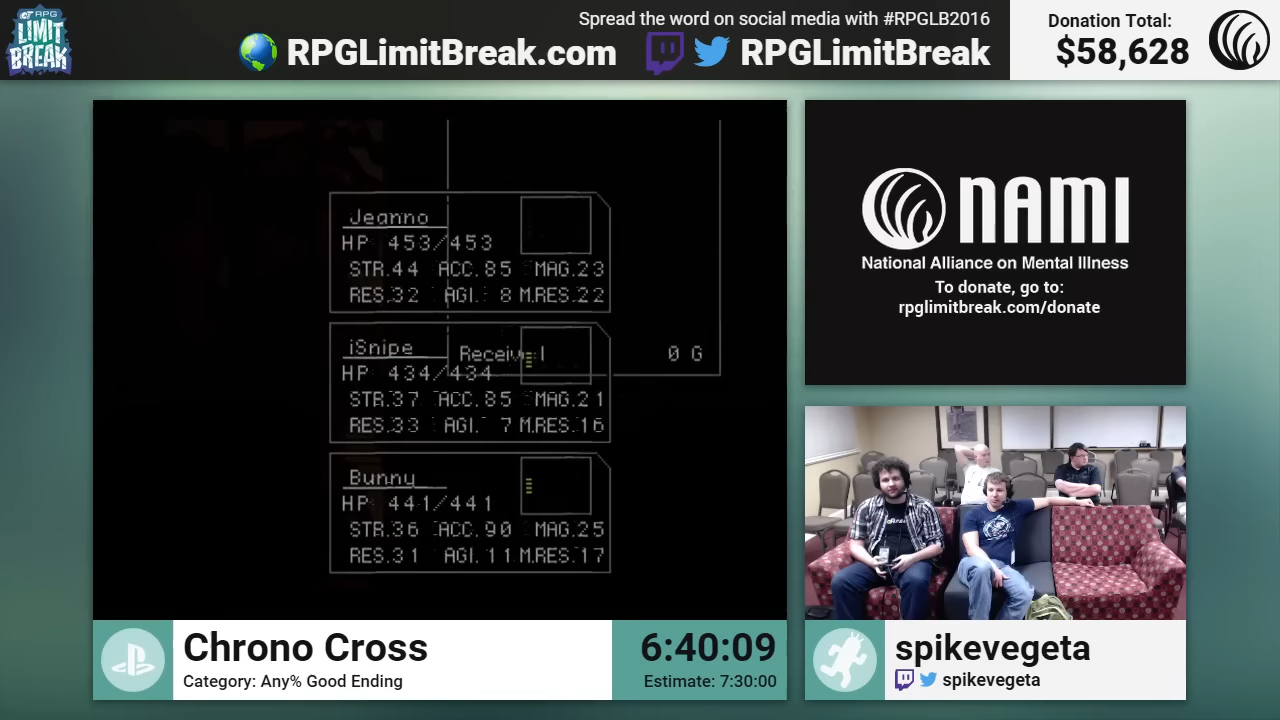 RPG
LIMIT
BREAK
Spread the word on social media with #RPGLB2016
RPGLimitBreak.com
RPGLimitBreak
Donation Total:
$58,628
Jeanno
HP 453/453
STR.44 ACC.85 MAG.23
RES.32 AGI. 8 M.RES.22
iSnipe
HP 434/434
STR.37 ACC.85 MAG.21
RES.33 AGI. 7 M.RES.16
0 G
Bunny
HP 441/441
STR.36 ACC.90 MAG.25
RES.31 AGI.11 M.RES.17
NAMI
National Alliance on Mental Illness
To donate, go to:
rpglimitbreak.com/donate
Chrono Cross
Category: Any% Good Ending
6:40:09
Estimate: 7:30:00
spikevegeta
spikevegeta